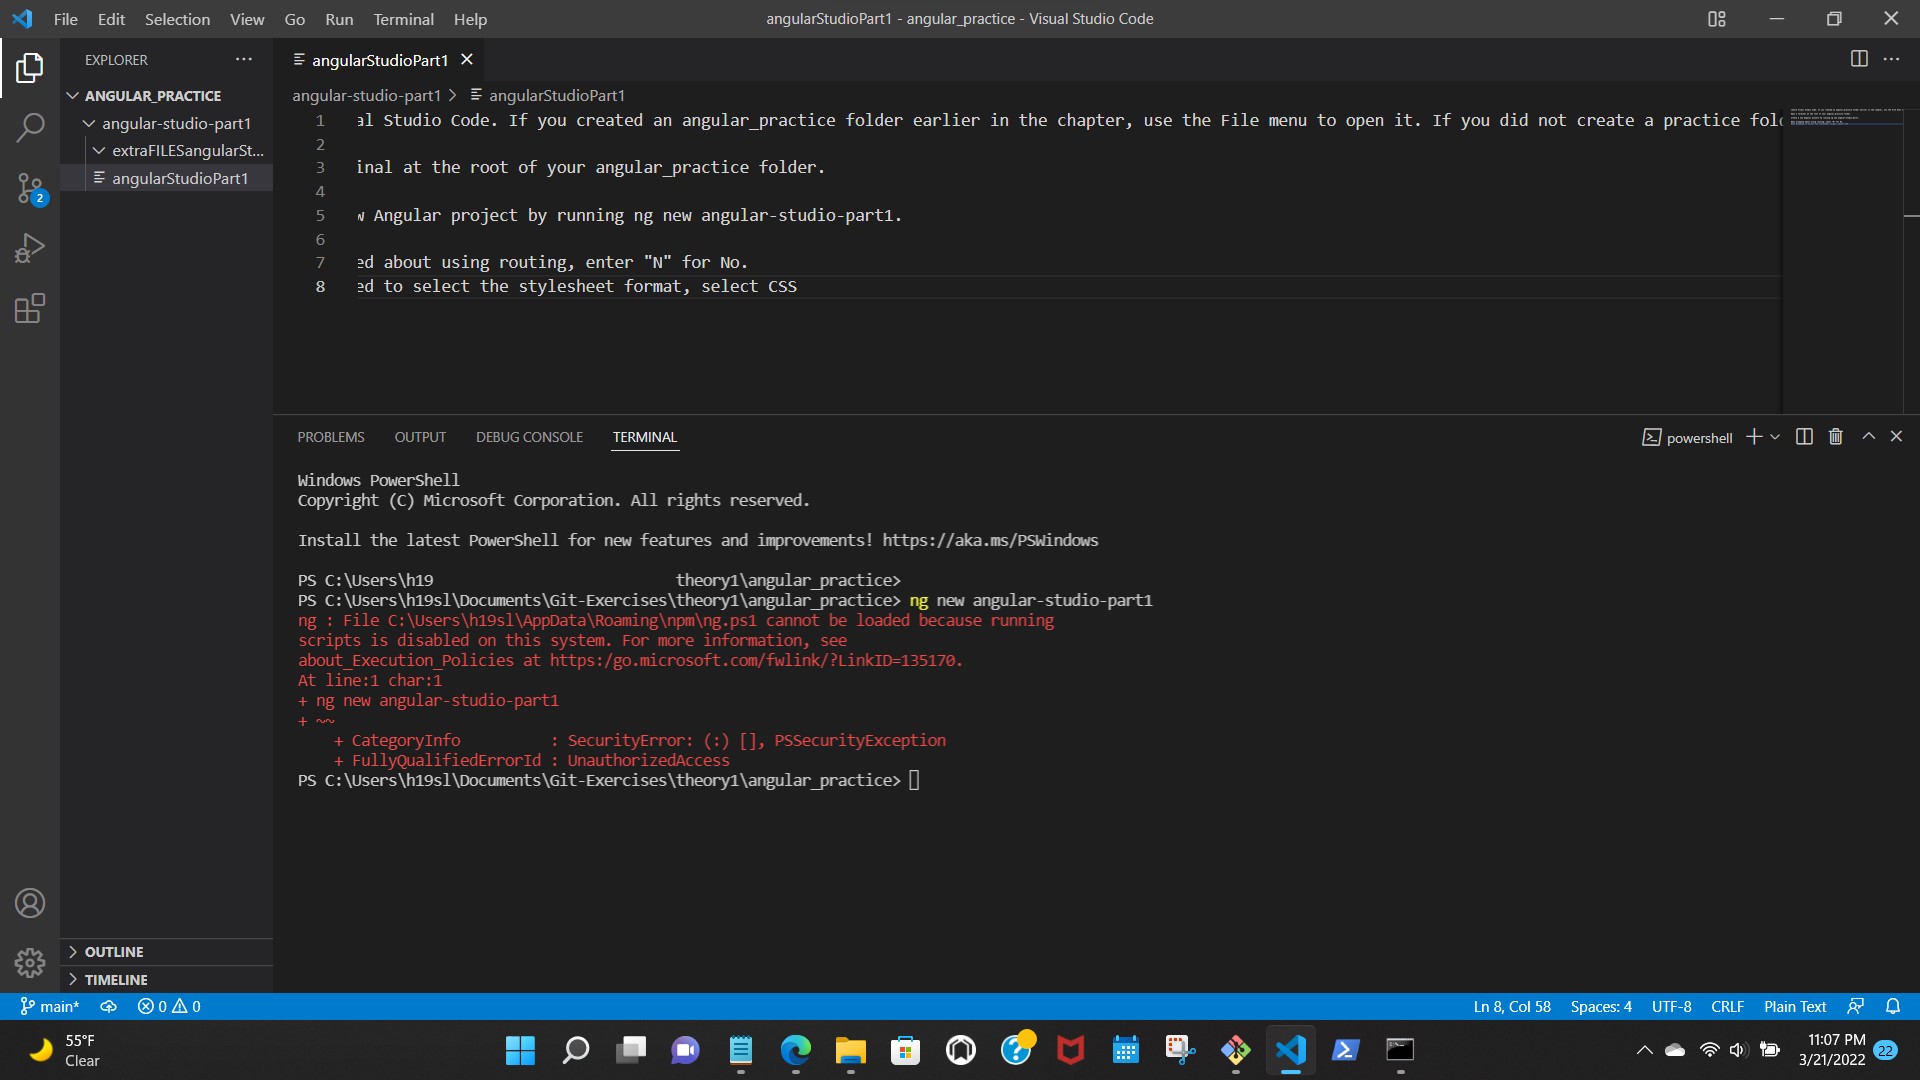 File Edit Selection View Go Run Terminal Help
angularStudioPart1 - angular_practice - Visual Studio Code
EXPLORER
ANGULAR_PRACTICE
angular-studio-part1
extraFILESangularSt...
angularStudioPart1
2
OUTLINE
TIMELINE
angularStudioPart1
angular-studio-part1 > angularStudioPart1
1 al Studio Code. If you created an angular_practice folder earlier in the chapter, use the File menu to open it. If you did not create a practice fol
2
3 inal at the root of your angular_practice folder.
4
5 w Angular project by running ng new angular-studio-part1.
6
7 ed about using routing, enter "N" for No.
8 ed to select the stylesheet format, select CSS
PROBLEMS OUTPUT DEBUG CONSOLE TERMINAL
powershell
Windows PowerShell
Copyright (C) Microsoft Corporation. All rights reserved.
Install the latest PowerShell for new features and improvements! https://aka.ms/PSWindows
PS C:\Users\h19 theory1\angular_practice>
PS C:\Users\h19sl\Documents\Git-Exercises\theory1\angular_practice> ng new angular-studio-part1
ng : File C:\Users\h19sl\AppData\Roaming\npm\ng.ps1 cannot be loaded because running
scripts is disabled on this system. For more information, see
about_Execution_Policies at https:/go.microsoft.com/fwlink/?LinkID=135170.
At line:1 char:1
+ ng new angular-studio-part1
+ ~~
+ CategoryInfo : SecurityError: (:) [], PSSecurityException
+ FullyQualifiedErrorId : UnauthorizedAccess
PS C:\Users\h19sl\Documents\Git-Exercises\theory1\angular_practice>
main* 0 0
Ln 8, Col 58 Spaces: 4 UTF-8 CRLF Plain Text
55°F
Clear
11:07 PM
3/21/2022
22